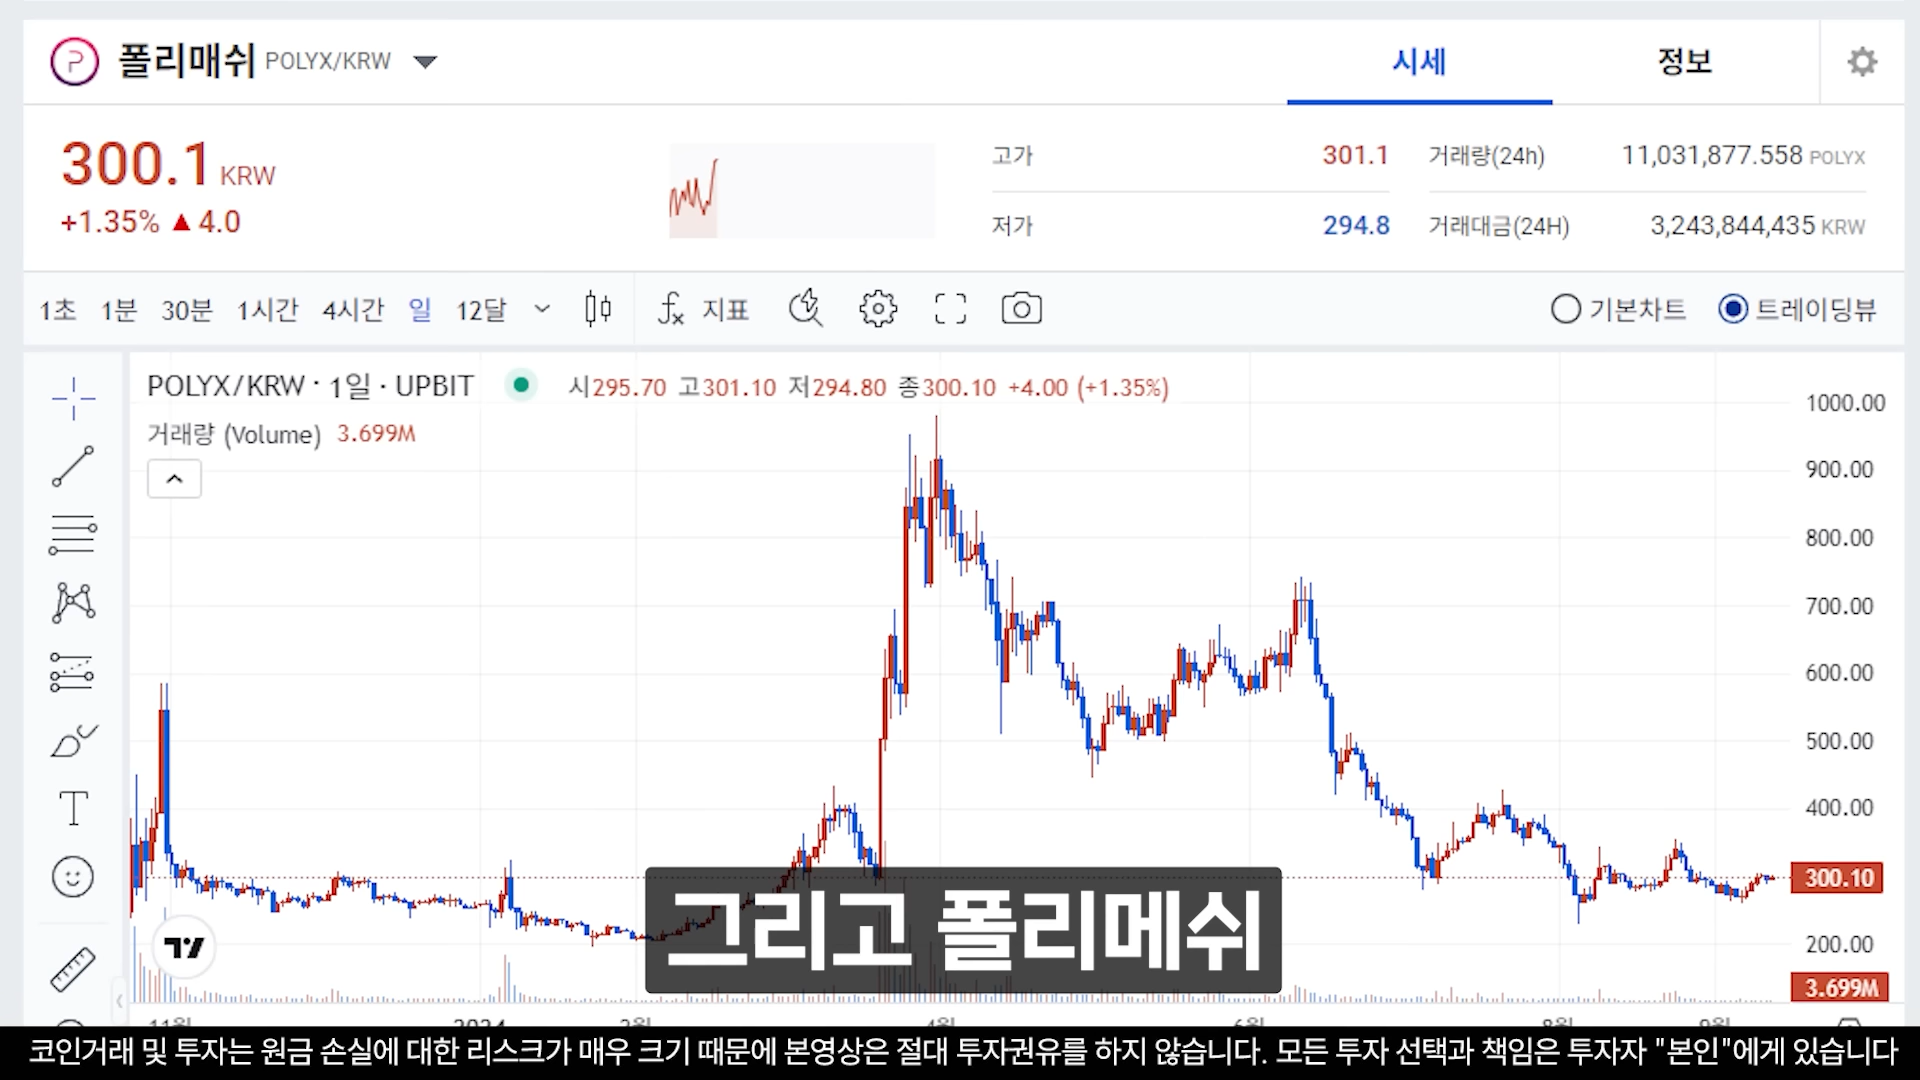 폴리매쉬 POLYX/KRW
시세 정보
300.1 KRW
+1.35% ▲ 4.0
고가 301.1 거래량(24h) 11,031,877.558 POLYX
저가 294.8 거래대금(24H) 3,243,844,435 KRW
1초 1분 30분 1시간 4시간 일 12달 지표 기본차트 트레이딩뷰
POLYX/KRW · 1일 · UPBIT 시295.70 고301.10 저294.80 종300.10 +4.00 (+1.35%)
거래량 (Volume) 3.699M
1000.00
900.00
800.00
700.00
600.00
500.00
400.00
300.10
200.00
3.699M
그리고 폴리메쉬
코인거래 및 투자는 원금 손실에 대한 리스크가 매우 크기 때문에 본영상은 절대 투자권유를 하지 않습니다. 모든 투자 선택과 책임은 투자자 "본인"에게 있습니다